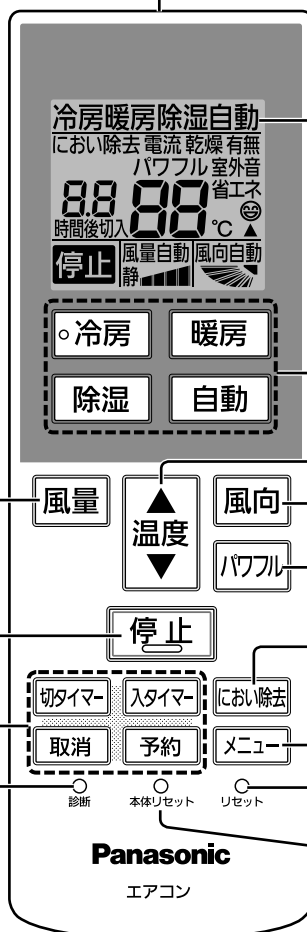 冷房暖房除湿自動
におい除去 電流 乾燥 有無
パワフル 室外音
8.8 88 省エネ
時間後切入 ℃ ▲
停止 風量自動 風向自動
静
冷房 暖房
除湿 自動
風量 ▲ 温度 ▼ 風向
パワフル
停止
切タイマー 入タイマー におい除去
取消 予約 メニュー
診断 本体リセット リセット
Panasonic
エアコン